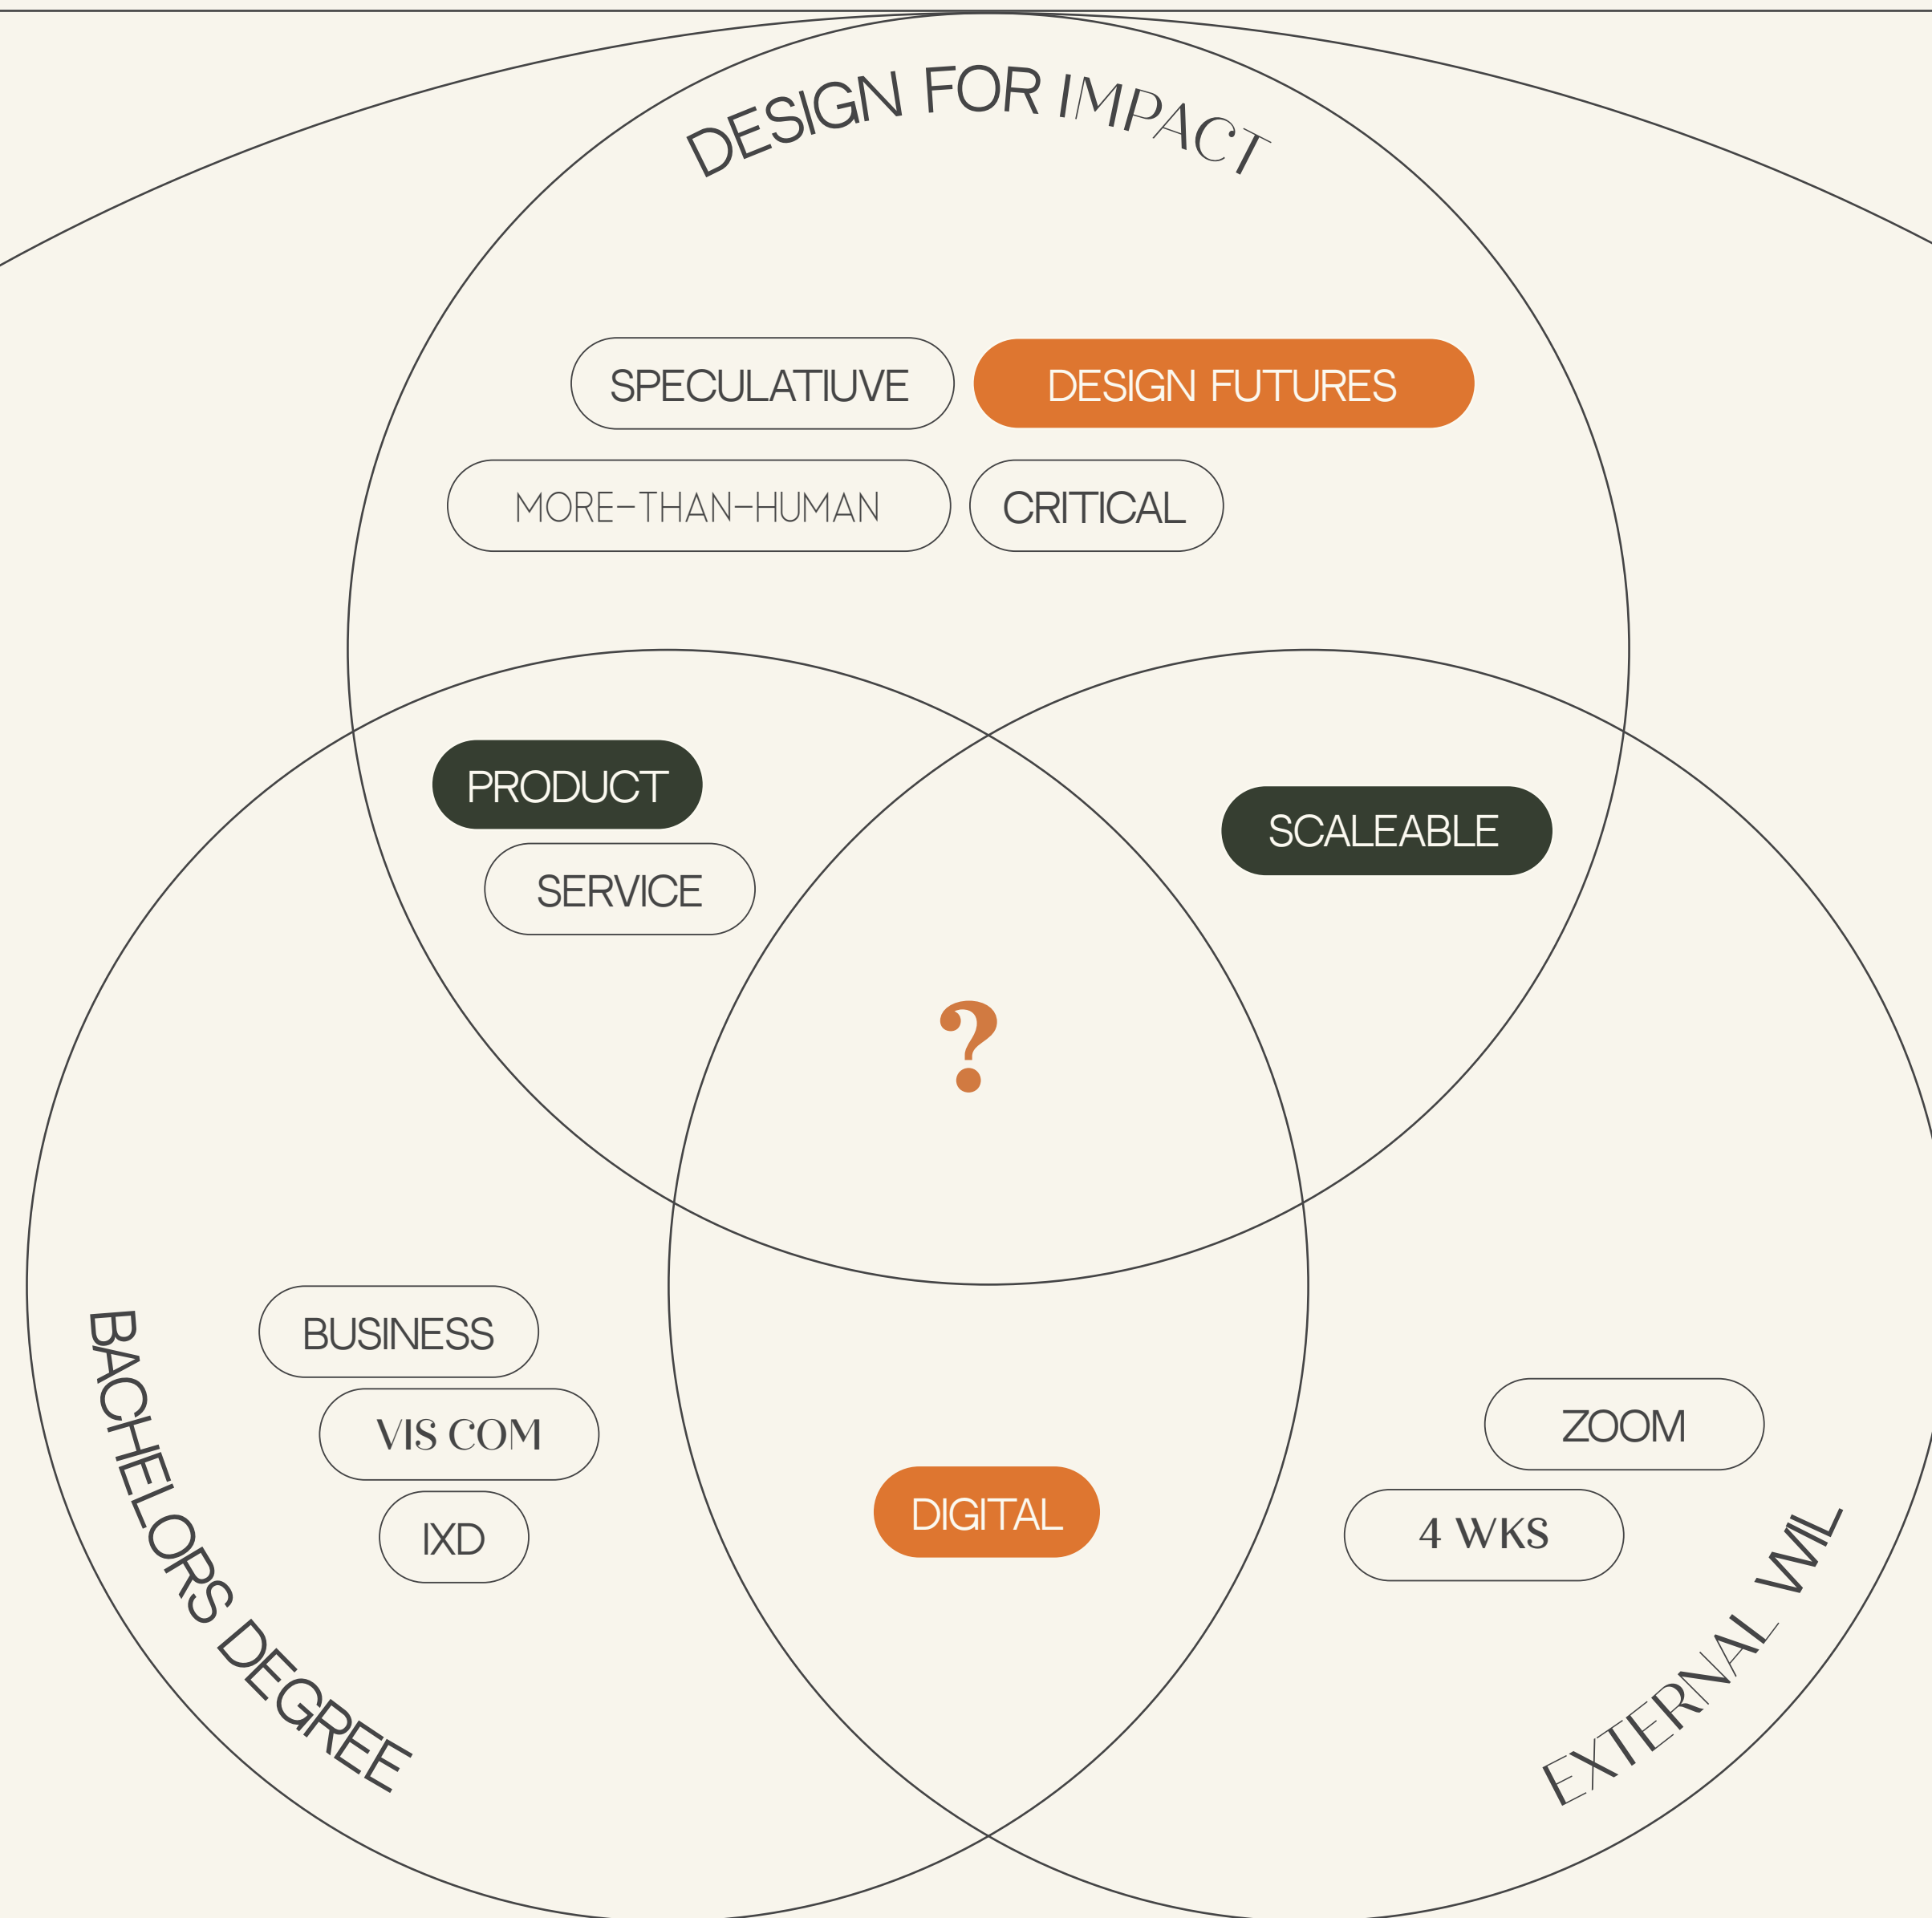 DESIGN FOR IMPACT
SPECULATIUVE
DESIGN FUTURES
MORE-THAN-HUMAN
CRITICAL
PRODUCT
SCALEABLE
SERVICE
?
BUSINESS
VIS COM
IXD
BACHELORS DEGREE
DIGITAL
ZOOM
4 WKS
EXTERNAL WIL